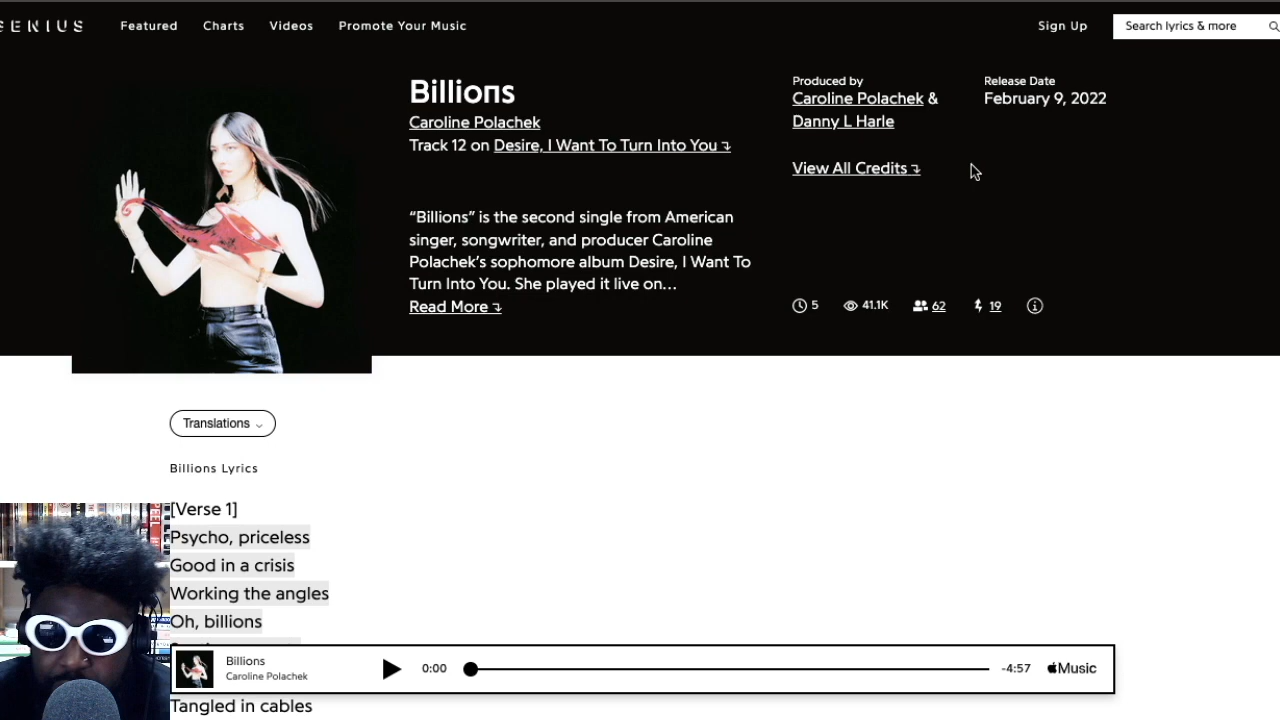 GENIUS
Featured
Charts
Videos
Promote Your Music
Sign Up
Search lyrics & more
Billions
Caroline Polachek
Track 12 on Desire, I Want To Turn Into You
“Billions” is the second single from American
singer, songwriter, and producer Caroline
Polachek’s sophomore album Desire, I Want To
Turn Into You. She played it live on...
Read More
Produced by
Caroline Polachek &
Danny L Harle
View All Credits
Release Date
February 9, 2022
5
41.1K
62
19
Translations
Billions Lyrics
[Verse 1]
Psycho, priceless
Good in a crisis
Working the angles
Oh, billions
Billions
Caroline Polachek
0:00
-4:57
Music
Tangled in cables